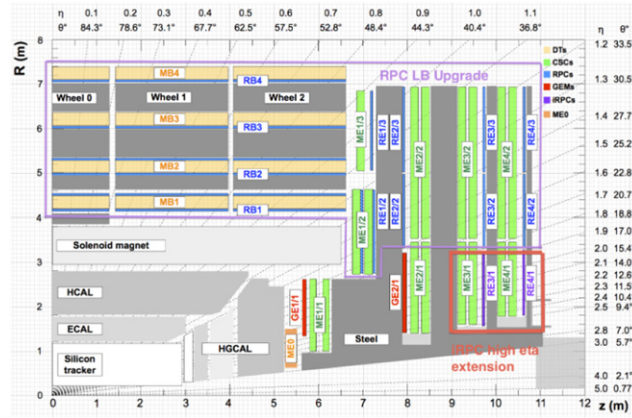 η 0.1 0.2 0.3 0.4 0.5 0.6 0.7 0.8 0.9 1.0 1.1 η θ°
θ° 84.3° 78.6° 73.1° 67.7° 62.5° 57.5° 52.8° 48.4° 44.3° 40.4° 36.8° 1.2 33.5°
R (m)
8
7
6
5
4
3
2
1
0
DTs
CSCs
RPCs
GEMs
iRPCs
ME0
RPC LB Upgrade
MB4
RB4
Wheel 0 Wheel 1 Wheel 2
MB3
RB3
MB2
RB2
MB1
RB1
Solenoid magnet
HCAL
ECAL
Silicon
tracker
HGCAL
Steel
ME0
GE1/1
ME1/1
ME1/2
ME1/3
RE1/3
RE2/3
RE1/2
RE2/2
ME2/2
GE2/1
ME2/1
ME3/2
RE3/3
RE3/2
ME4/2
RE4/3
RE4/2
ME3/1
RE3/1
ME4/1
RE4/1
iRPC high eta
extension
1.3 30.5°
1.4 27.7°
1.5 25.2°
1.6 22.8°
1.7 20.7°
1.8 18.8°
1.9 17.0°
2.0 15.4°
2.1 14.0°
2.2 12.6°
2.3 11.5°
2.4 10.4°
2.5 9.4°
2.8 7.0°
3.0 5.7°
4.0 2.1°
5.0 0.77°
0 1 2 3 4 5 6 7 8 9 10 11 12 z (m)